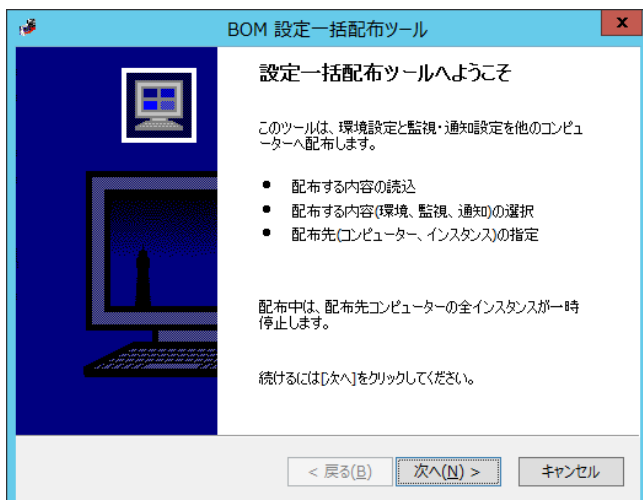 BOM 設定一括配布ツール
x
設定一括配布ツールへようこそ
このツールは、環境設定と監視・通知設定を他のコンピュ
ーターへ配布します。
● 配布する内容の読込
● 配布する内容(環境、監視、通知)の選択
● 配布先(コンピューター、インスタンス)の指定
配布中は、配布先コンピューターの全インスタンスが一時
停止します。
続けるには[次へ]をクリックしてください。
< 戻る(B)
次へ(N) >
キャンセル